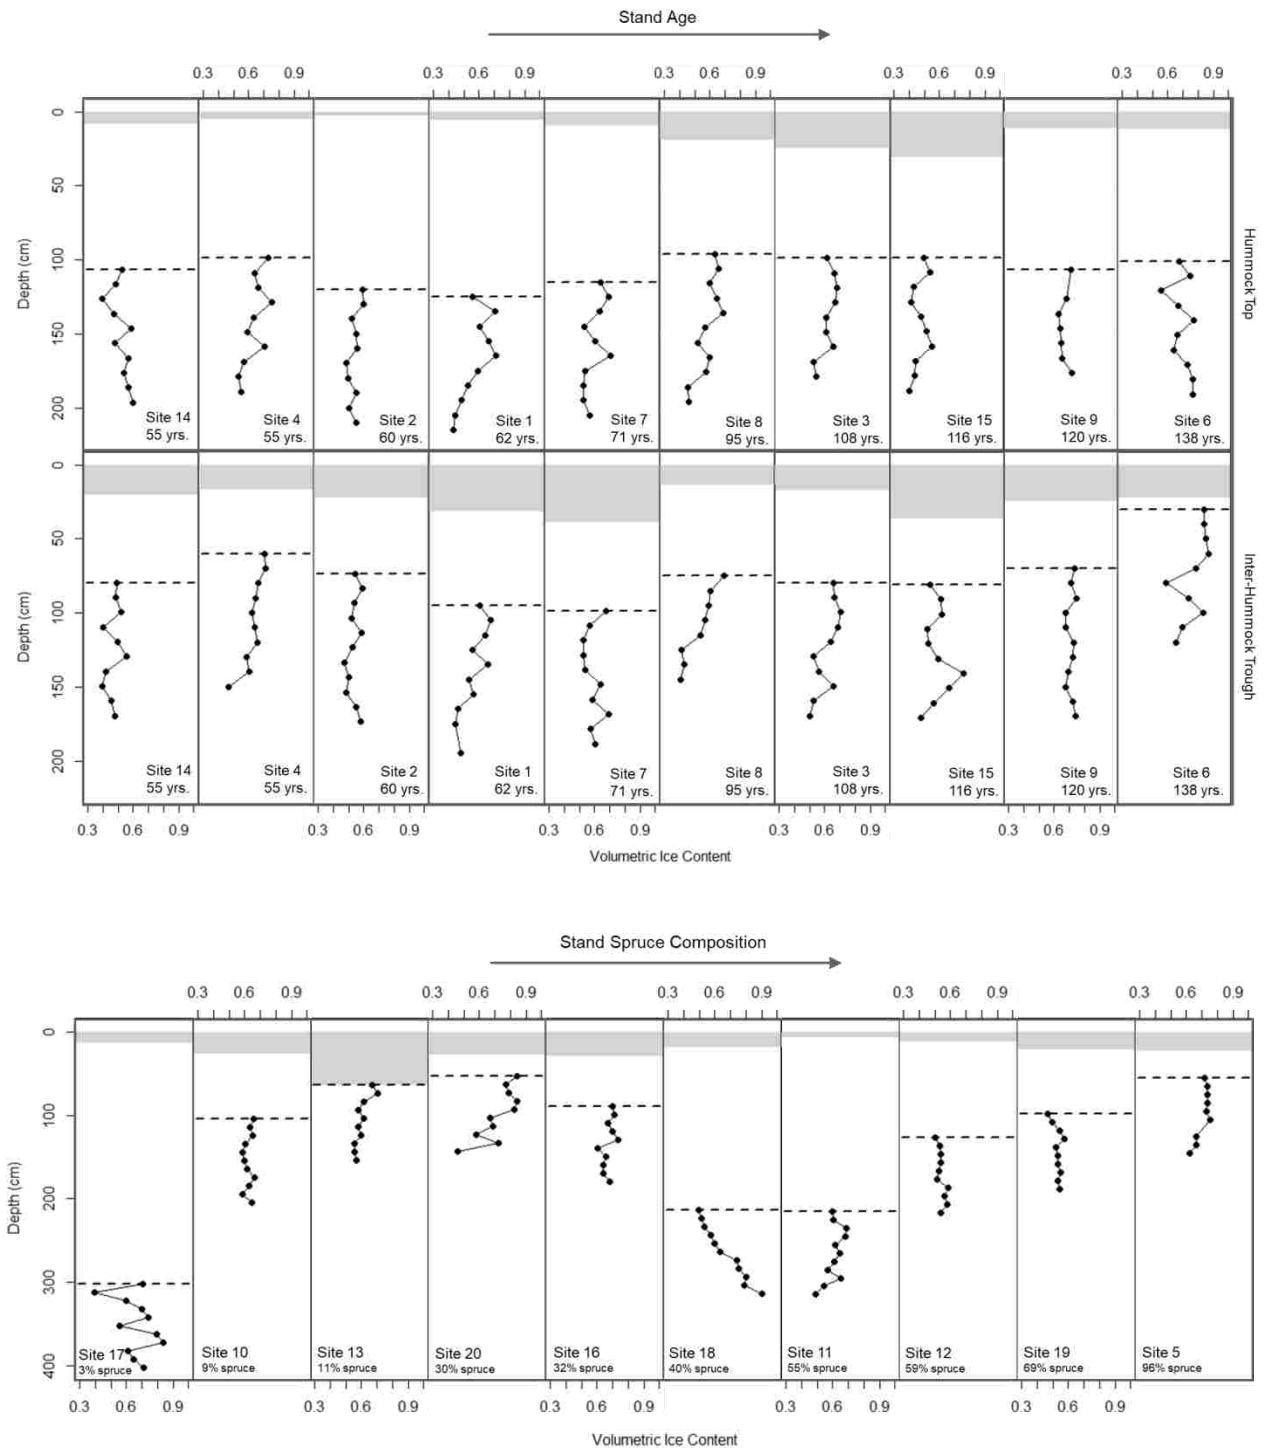 Stand Age
0.3 0.6 0.9 0.3 0.6 0.9 0.3 0.6 0.9 0.3 0.6 0.9 0.3 0.6 0.9
0
50
100
150
200
Depth (cm)
Hummock Top
Site 14 Site 4 Site 2 Site 1 Site 7 Site 8 Site 3 Site 15 Site 9 Site 6
55 yrs. 55 yrs. 60 yrs. 62 yrs. 71 yrs. 95 yrs. 108 yrs. 116 yrs. 120 yrs. 138 yrs.
0
50
100
150
200
Depth (cm)
Inter-Hummock Trough
Site 14 Site 4 Site 2 Site 1 Site 7 Site 8 Site 3 Site 15 Site 9 Site 6
55 yrs. 55 yrs. 60 yrs. 62 yrs. 71 yrs. 95 yrs. 108 yrs. 116 yrs. 120 yrs. 138 yrs.
0.3 0.6 0.9 0.3 0.6 0.9 0.3 0.6 0.9 0.3 0.6 0.9 0.3 0.6 0.9
Volumetric Ice Content
Stand Spruce Composition
0.3 0.6 0.9 0.3 0.6 0.9 0.3 0.6 0.9 0.3 0.6 0.9 0.3 0.6 0.9
0
100
200
300
400
Depth (cm)
Site 17 Site 10 Site 13 Site 20 Site 16 Site 18 Site 11 Site 12 Site 19 Site 5
3% spruce 9% spruce 11% spruce 30% spruce 32% spruce 40% spruce 55% spruce 59% spruce 69% spruce 96% spruce
0.3 0.6 0.9 0.3 0.6 0.9 0.3 0.6 0.9 0.3 0.6 0.9 0.3 0.6 0.9
Volumetric Ice Content